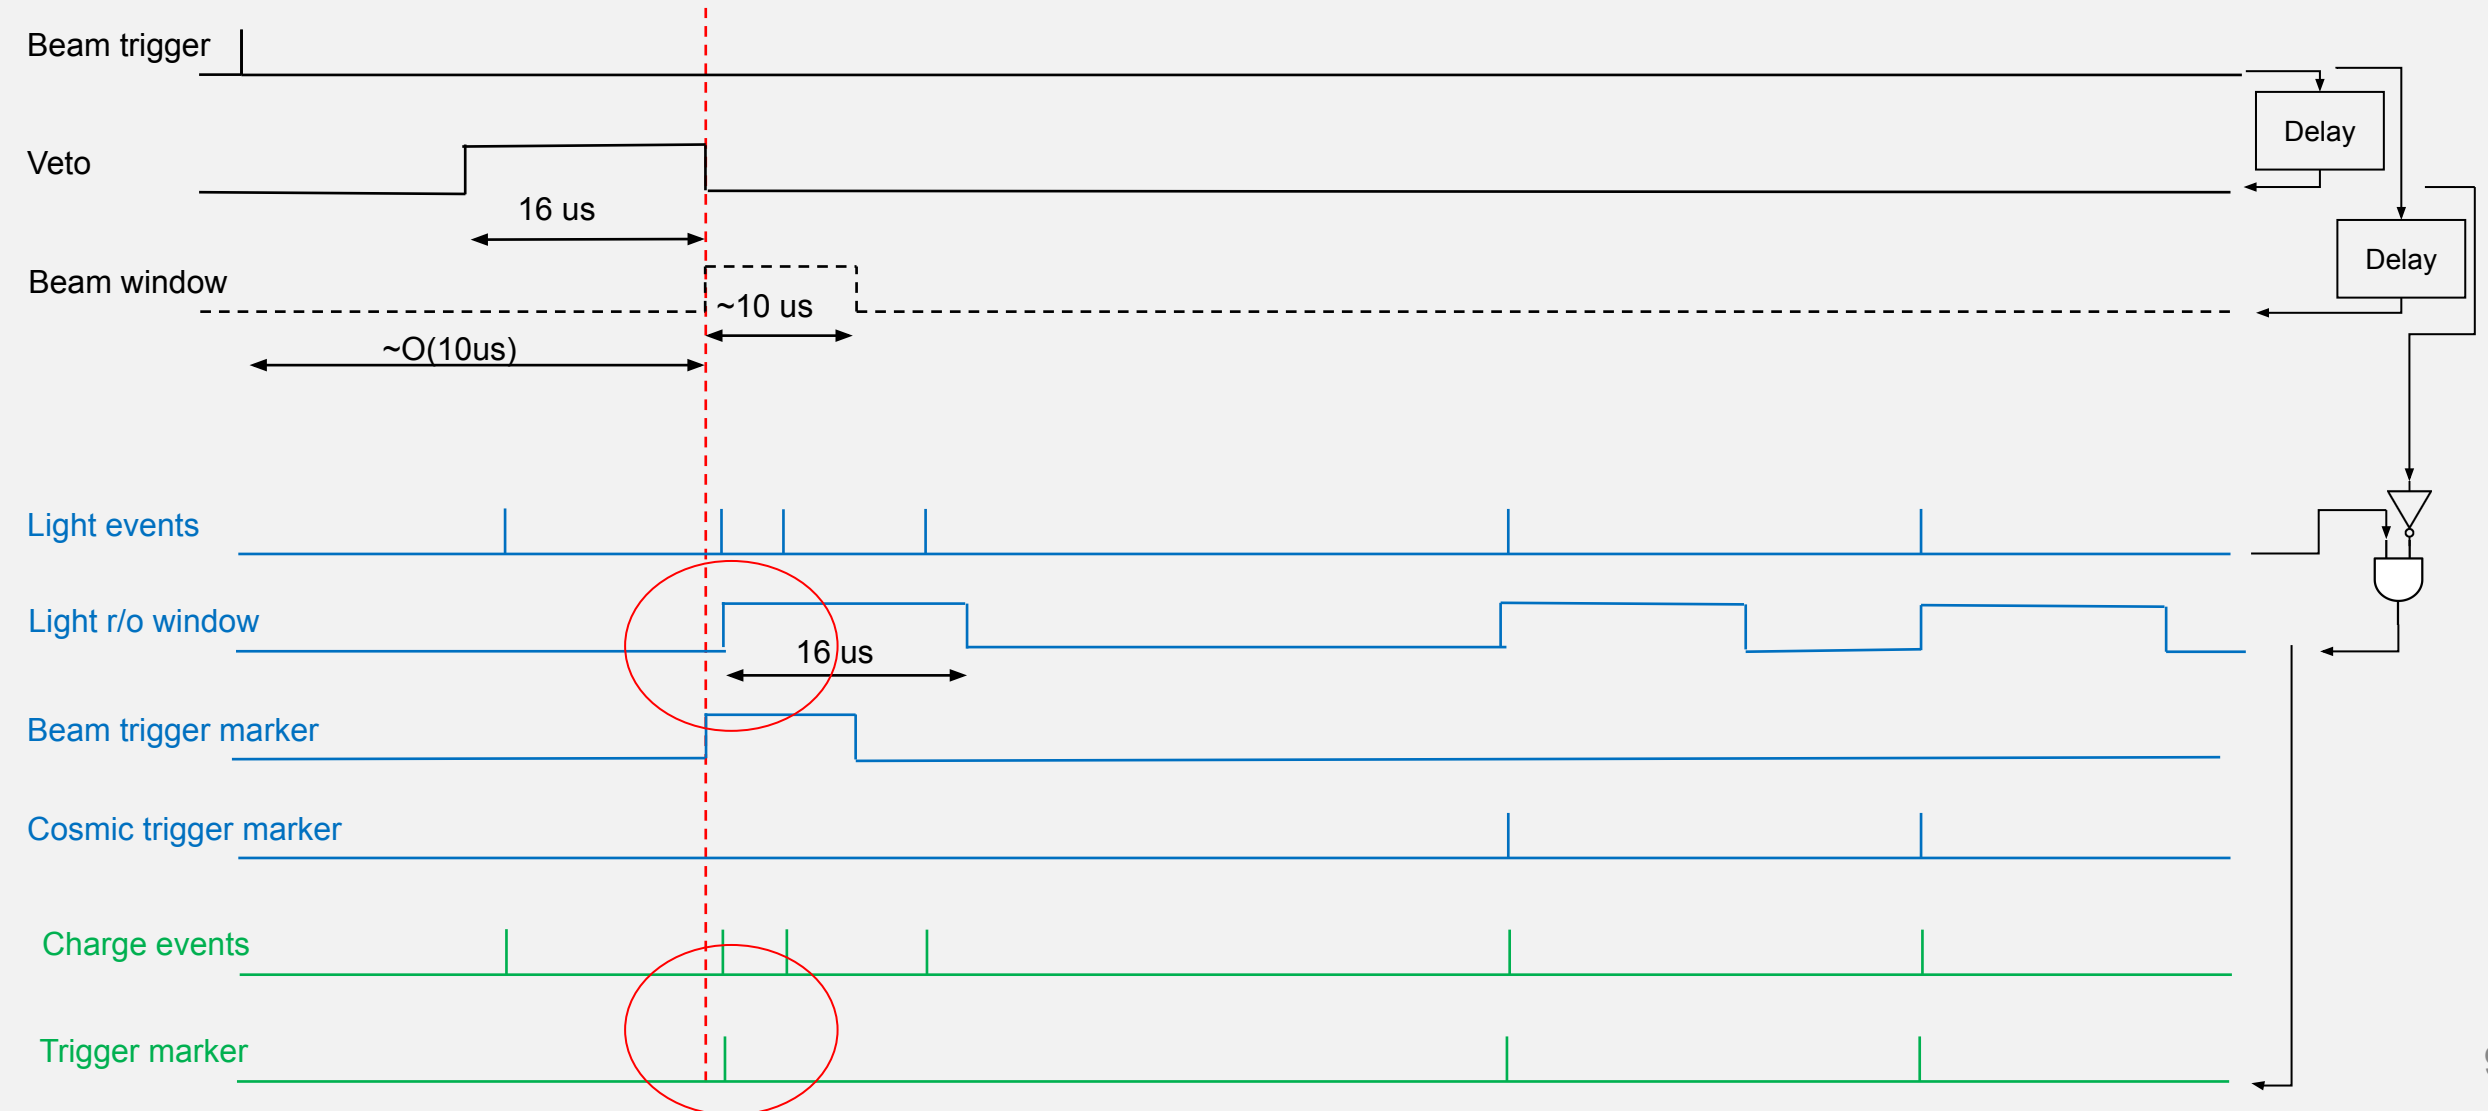 Beam trigger
Delay
Veto
16 us
Delay
Beam window
~10 us
~O(10us)
Light events
Light r/o window
16 us
Beam trigger marker
Cosmic trigger marker
Charge events
Trigger marker